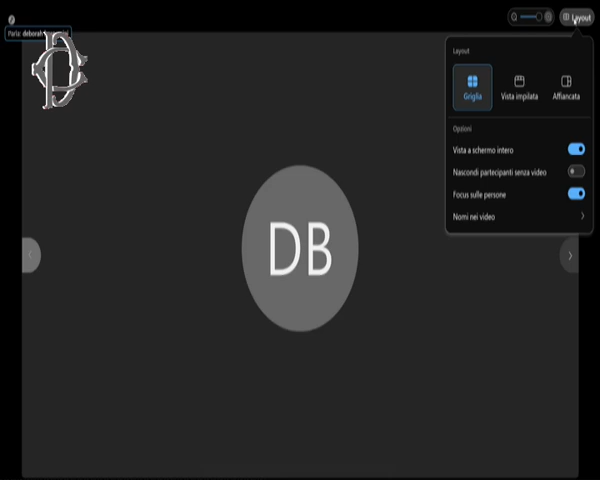 Layout
Parla: deborah
Layout
Griglia
Vista impilata
Affiancata
Opzioni
Vista a schermo intero
Nascondi partecipanti senza video
Focus sulle persone
Nomi nei video
DB